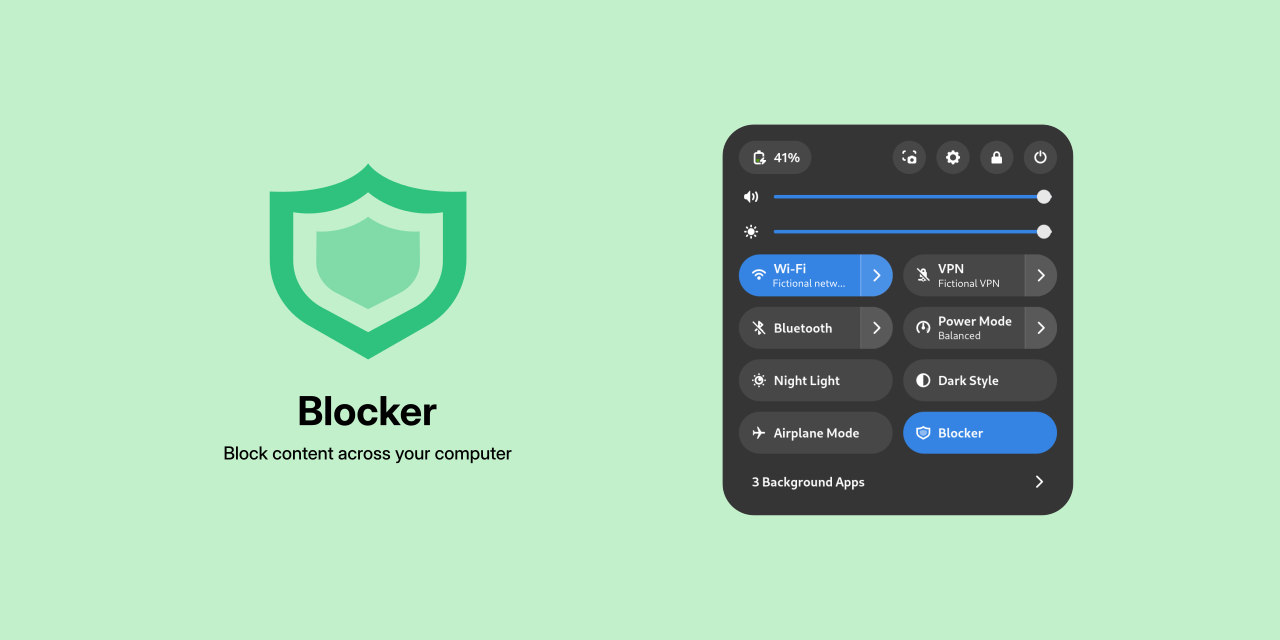 Blocker
Block content across your computer
41%
Wi-Fi
Fictional netw...
VPN
Fictional VPN
Bluetooth
Power Mode
Balanced
Night Light
Dark Style
Airplane Mode
Blocker
3 Background Apps